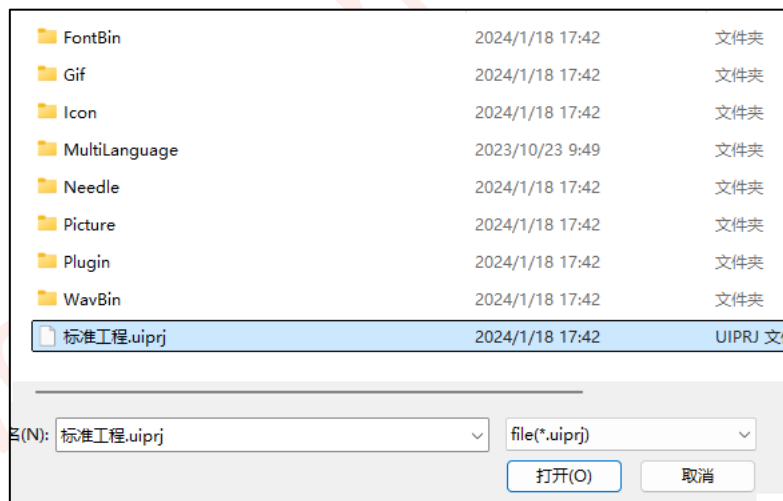 FontBin 2024/1/18 17:42 文件夹
Gif 2024/1/18 17:42 文件夹
Icon 2024/1/18 17:42 文件夹
MultiLanguage 2023/10/23 9:49 文件夹
Needle 2024/1/18 17:42 文件夹
Picture 2024/1/18 17:42 文件夹
Plugin 2024/1/18 17:42 文件夹
WavBin 2024/1/18 17:42 文件夹
标准工程.uiprj 2024/1/18 17:42 UIPRJ 文
名(N): 标准工程.uiprj file(*.uiprj)
打开(O) 取消